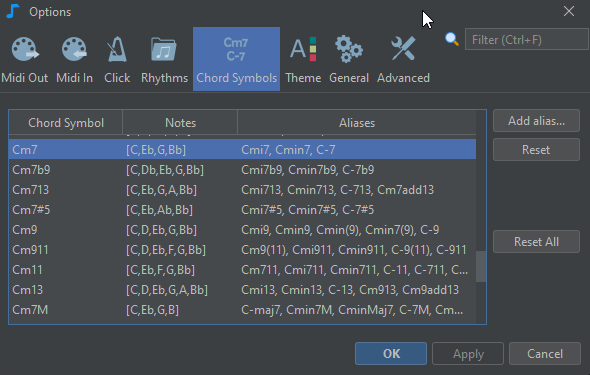 Options
Cm7
C-7
Filter (Ctrl+F)
Midi Out Midi In Click Rhythms Chord Symbols Theme General Advanced
Chord Symbol Notes Aliases Add alias...
Cm7 [C,Eb,G,Bb] Cmi7, Cmin7, C-7 Reset
Cm7b9 [C,Db,Eb,G,Bb] Cmi7b9, Cmin7b9, C-7b9
Cm713 [C,Eb,G,A,Bb] Cmi713, Cmin713, C-713, Cm7add13
Cm7#5 [C,Eb,Ab,Bb] Cmi7#5, Cmin7#5, C-7#5
Cm9 [C,D,Eb,G,Bb] Cmi9, Cmin9, Cmin(9), Cmin7(9), C-9
Cm911 [C,D,Eb,F,G,Bb] Cm9(11), Cmi911, Cmin911, C-9(11), C-911 Reset All
Cm11 [C,Eb,F,G,Bb] Cm711, Cmi711, Cmin711, C-11, C-711, C...
Cm13 [C,D,Eb,G,A,Bb] Cmi13, Cmin13, C-13, Cm913, Cm9add13
Cm7M [C,Eb,G,B] C-maj7, Cmin7M, CminMaj7, C-7M, Cm...
OK Apply Cancel